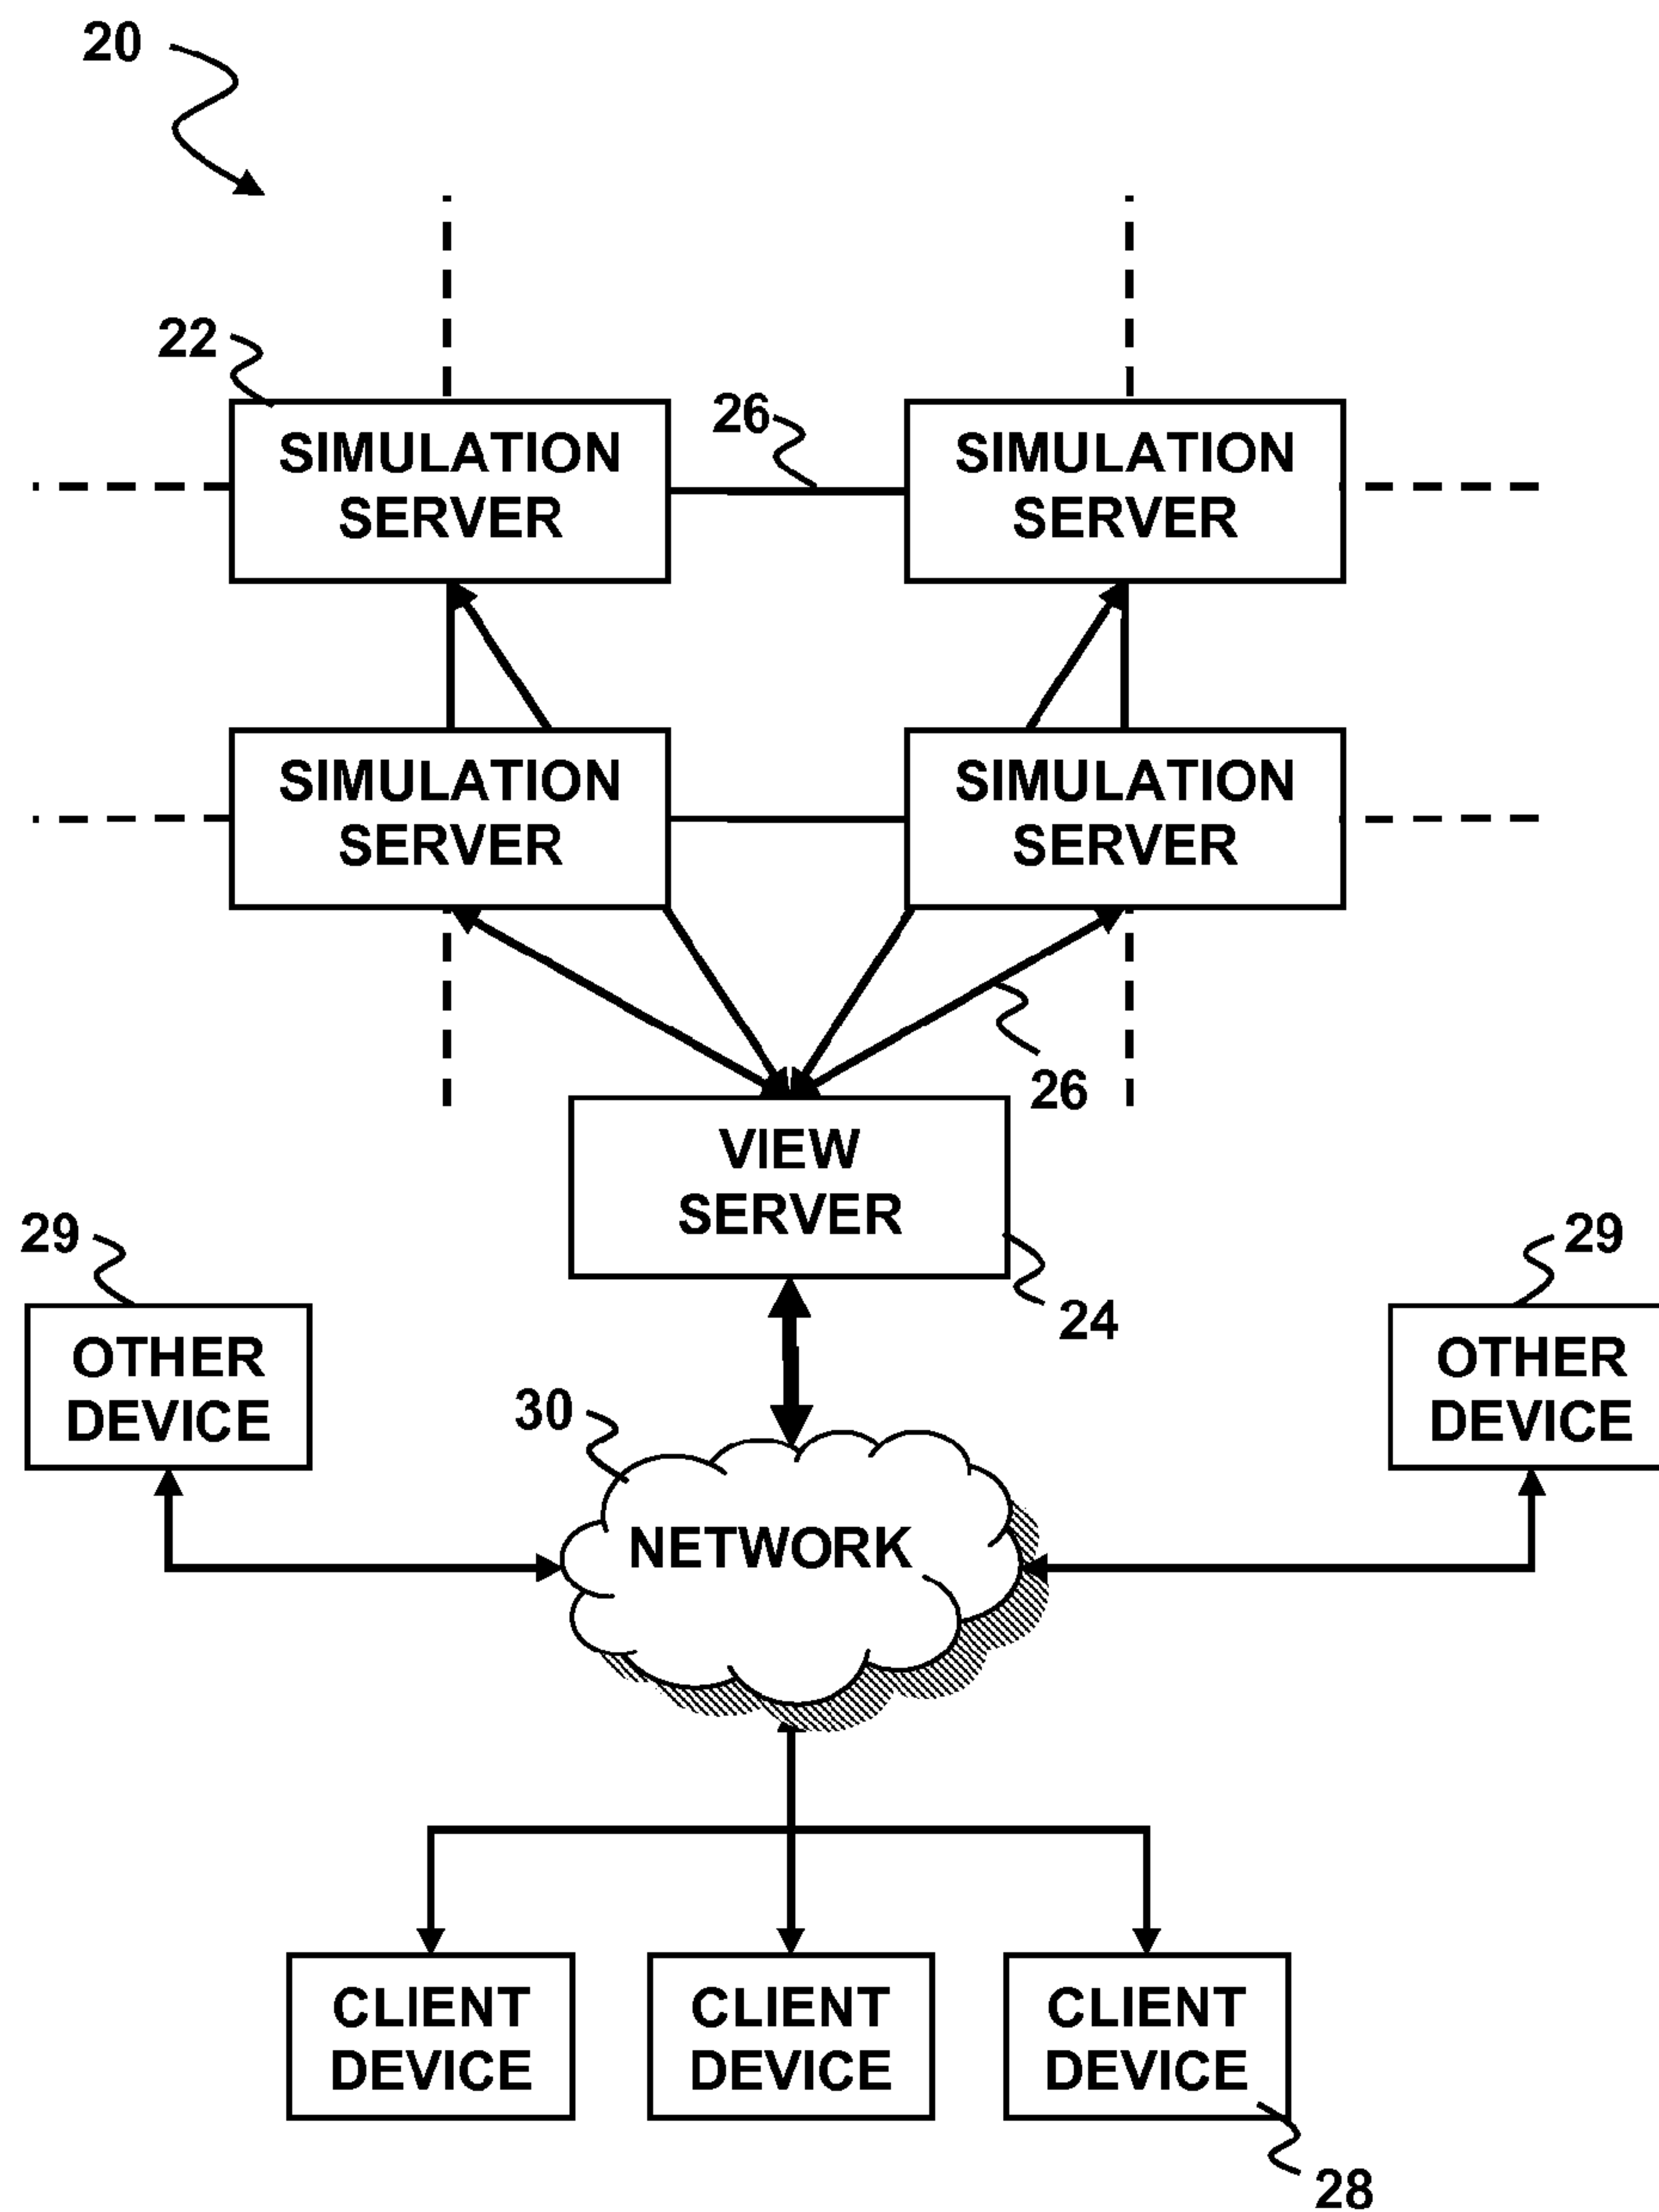 20
22
26
SIMULATION
SERVER
SIMULATION
SERVER
SIMULATION
SERVER
SIMULATION
SERVER
26
VIEW
SERVER
24
29
OTHER
DEVICE
29
OTHER
DEVICE
30
NETWORK
CLIENT
DEVICE
CLIENT
DEVICE
CLIENT
DEVICE
28